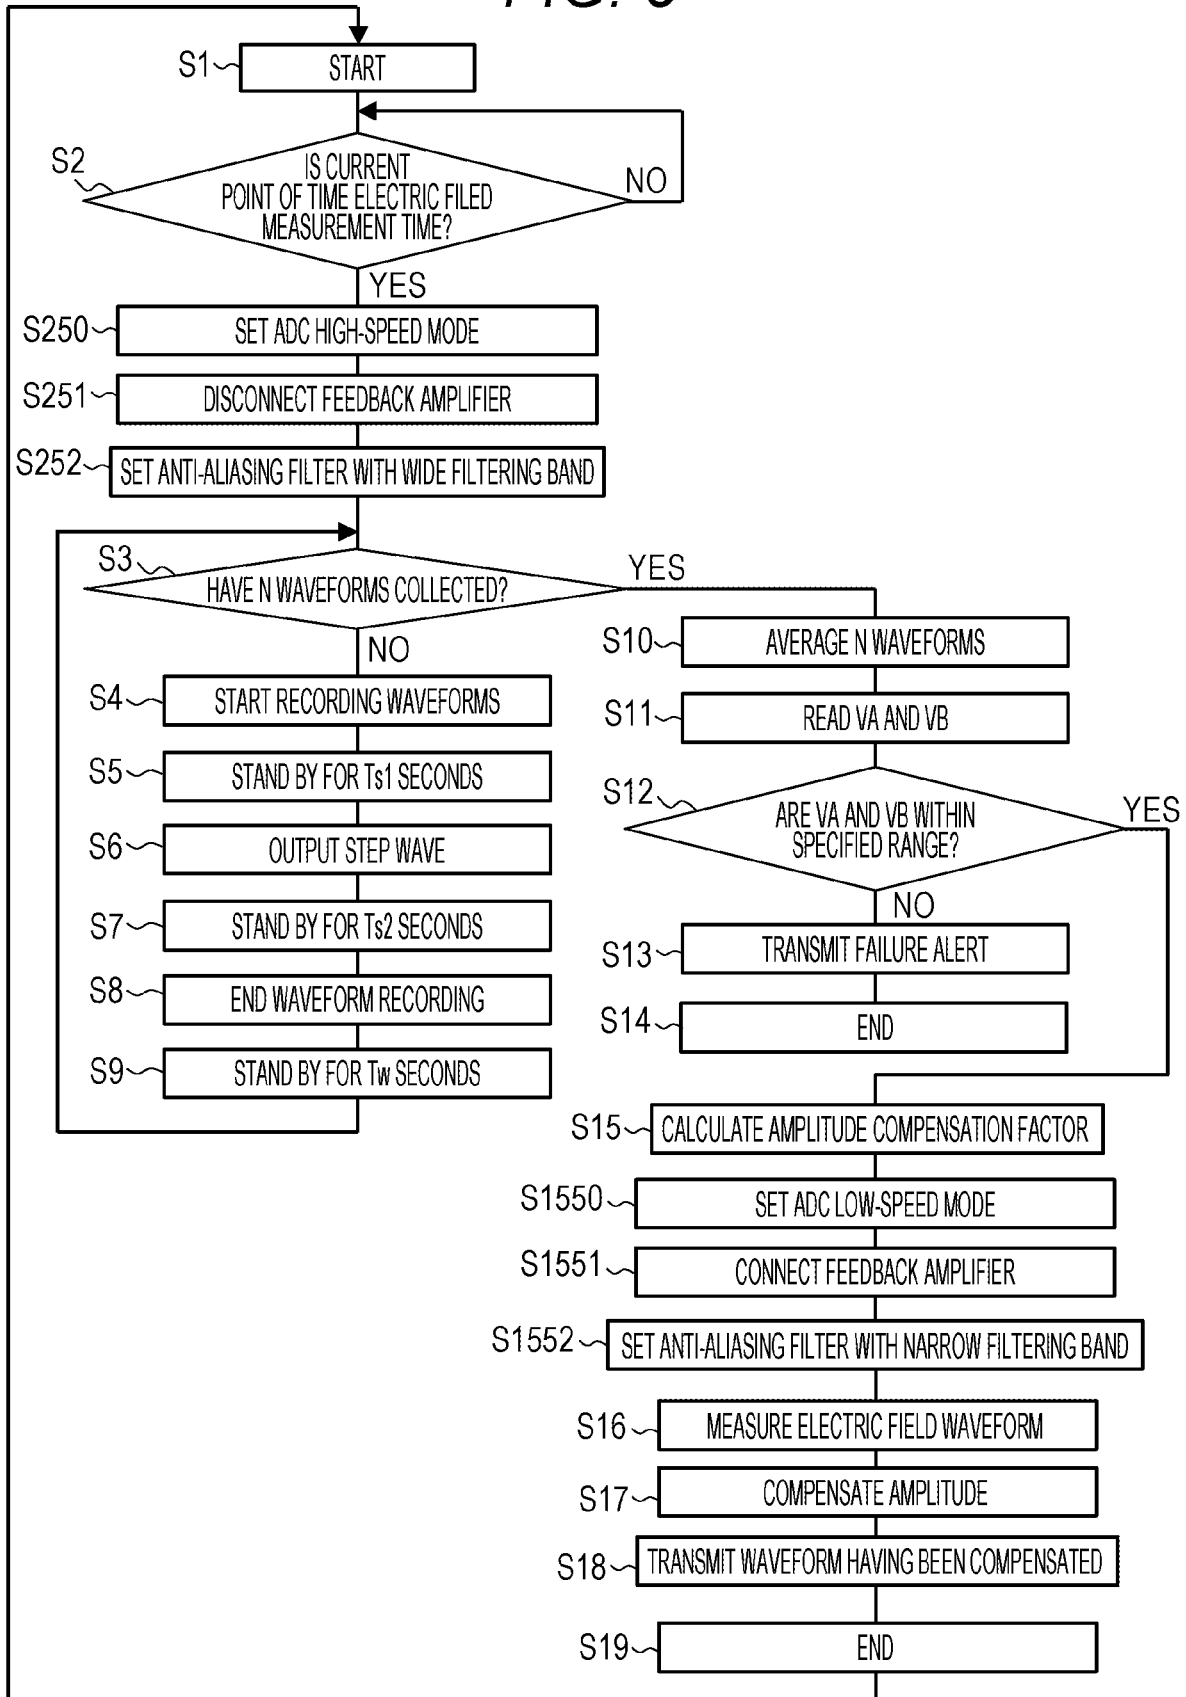 S1
START
S2
IS CURRENT
POINT OF TIME ELECTRIC FILED
MEASUREMENT TIME?
NO
YES
S250
SET ADC HIGH-SPEED MODE
S251
DISCONNECT FEEDBACK AMPLIFIER
S252
SET ANTI-ALIASING FILTER WITH WIDE FILTERING BAND
S3
HAVE N WAVEFORMS COLLECTED?
YES
NO
S4
START RECORDING WAVEFORMS
S5
STAND BY FOR Ts1 SECONDS
S6
OUTPUT STEP WAVE
S7
STAND BY FOR Ts2 SECONDS
S8
END WAVEFORM RECORDING
S9
STAND BY FOR Tw SECONDS
S10
AVERAGE N WAVEFORMS
S11
READ VA AND VB
S12
ARE VA AND VB WITHIN
SPECIFIED RANGE?
YES
NO
S13
TRANSMIT FAILURE ALERT
S14
END
S15
CALCULATE AMPLITUDE COMPENSATION FACTOR
S1550
SET ADC LOW-SPEED MODE
S1551
CONNECT FEEDBACK AMPLIFIER
S1552
SET ANTI-ALIASING FILTER WITH NARROW FILTERING BAND
S16
MEASURE ELECTRIC FIELD WAVEFORM
S17
COMPENSATE AMPLITUDE
S18
TRANSMIT WAVEFORM HAVING BEEN COMPENSATED
S19
END